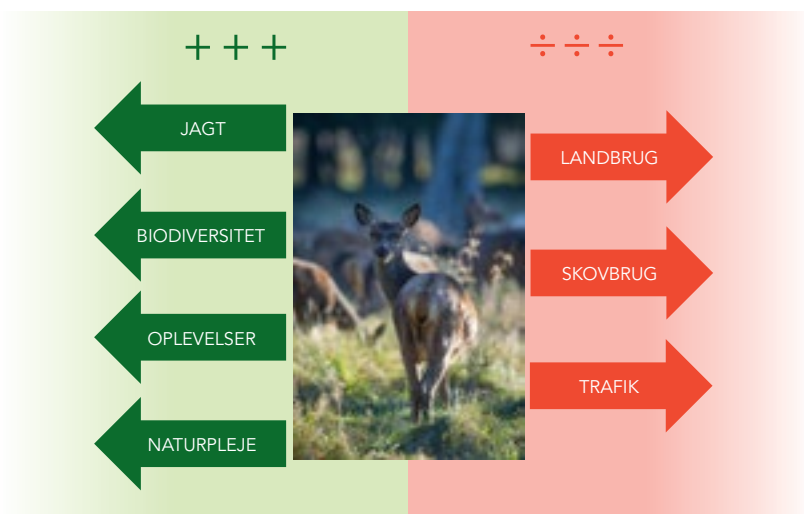 +++
÷÷÷
JAGT
BIODIVERSITET
OPLEVELSER
NATURPLEJE
LANDBRUG
SKOVBRUG
TRAFIK